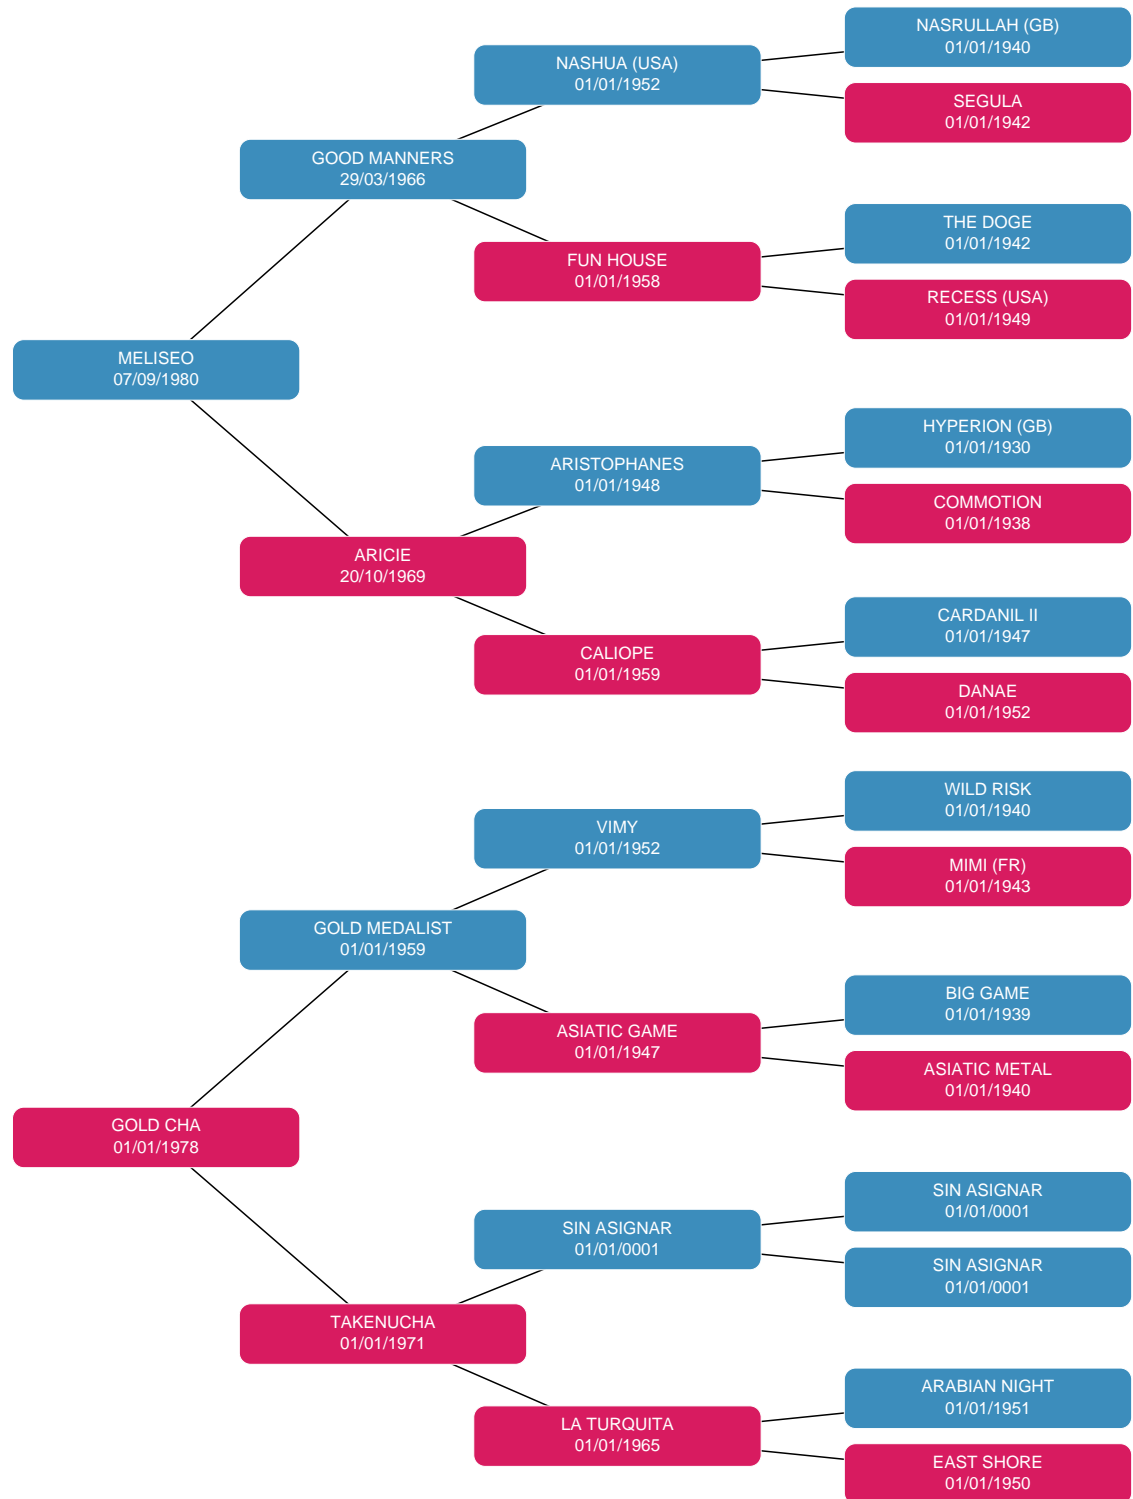 NASRULLAH (GB)
01/01/1940
NASHUA (USA)
01/01/1952
SEGULA
01/01/1942
GOOD MANNERS
29/03/1966
THE DOGE
01/01/1942
FUN HOUSE
01/01/1958
RECESS (USA)
01/01/1949
MELISEO
07/09/1980
HYPERION (GB)
01/01/1930
ARISTOPHANES
01/01/1948
COMMOTION
01/01/1938
ARICIE
20/10/1969
CARDANIL II
01/01/1947
CALIOPE
01/01/1959
DANAE
01/01/1952
WILD RISK
01/01/1940
VIMY
01/01/1952
MIMI (FR)
01/01/1943
GOLD MEDALIST
01/01/1959
BIG GAME
01/01/1939
ASIATIC GAME
01/01/1947
ASIATIC METAL
01/01/1940
GOLD CHA
01/01/1978
SIN ASIGNAR
01/01/0001
SIN ASIGNAR
01/01/0001
SIN ASIGNAR
01/01/0001
TAKENUCHA
01/01/1971
ARABIAN NIGHT
01/01/1951
LA TURQUITA
01/01/1965
EAST SHORE
01/01/1950